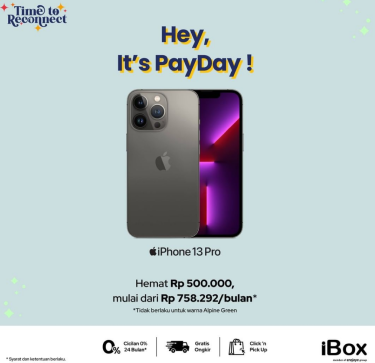 Time to
Reconnect
Hey,
It's PayDay !
iPhone 13 Pro
Hemat Rp 500.000,
mulai dari Rp 758.292/bulan*
*Tidak berlaku untuk warna Alpine Green
0% Cicilan 0% 24 Bulan*
Gratis Ongkir
Click 'n Pick Up
iBox
* Syarat dan ketentuan berlaku.